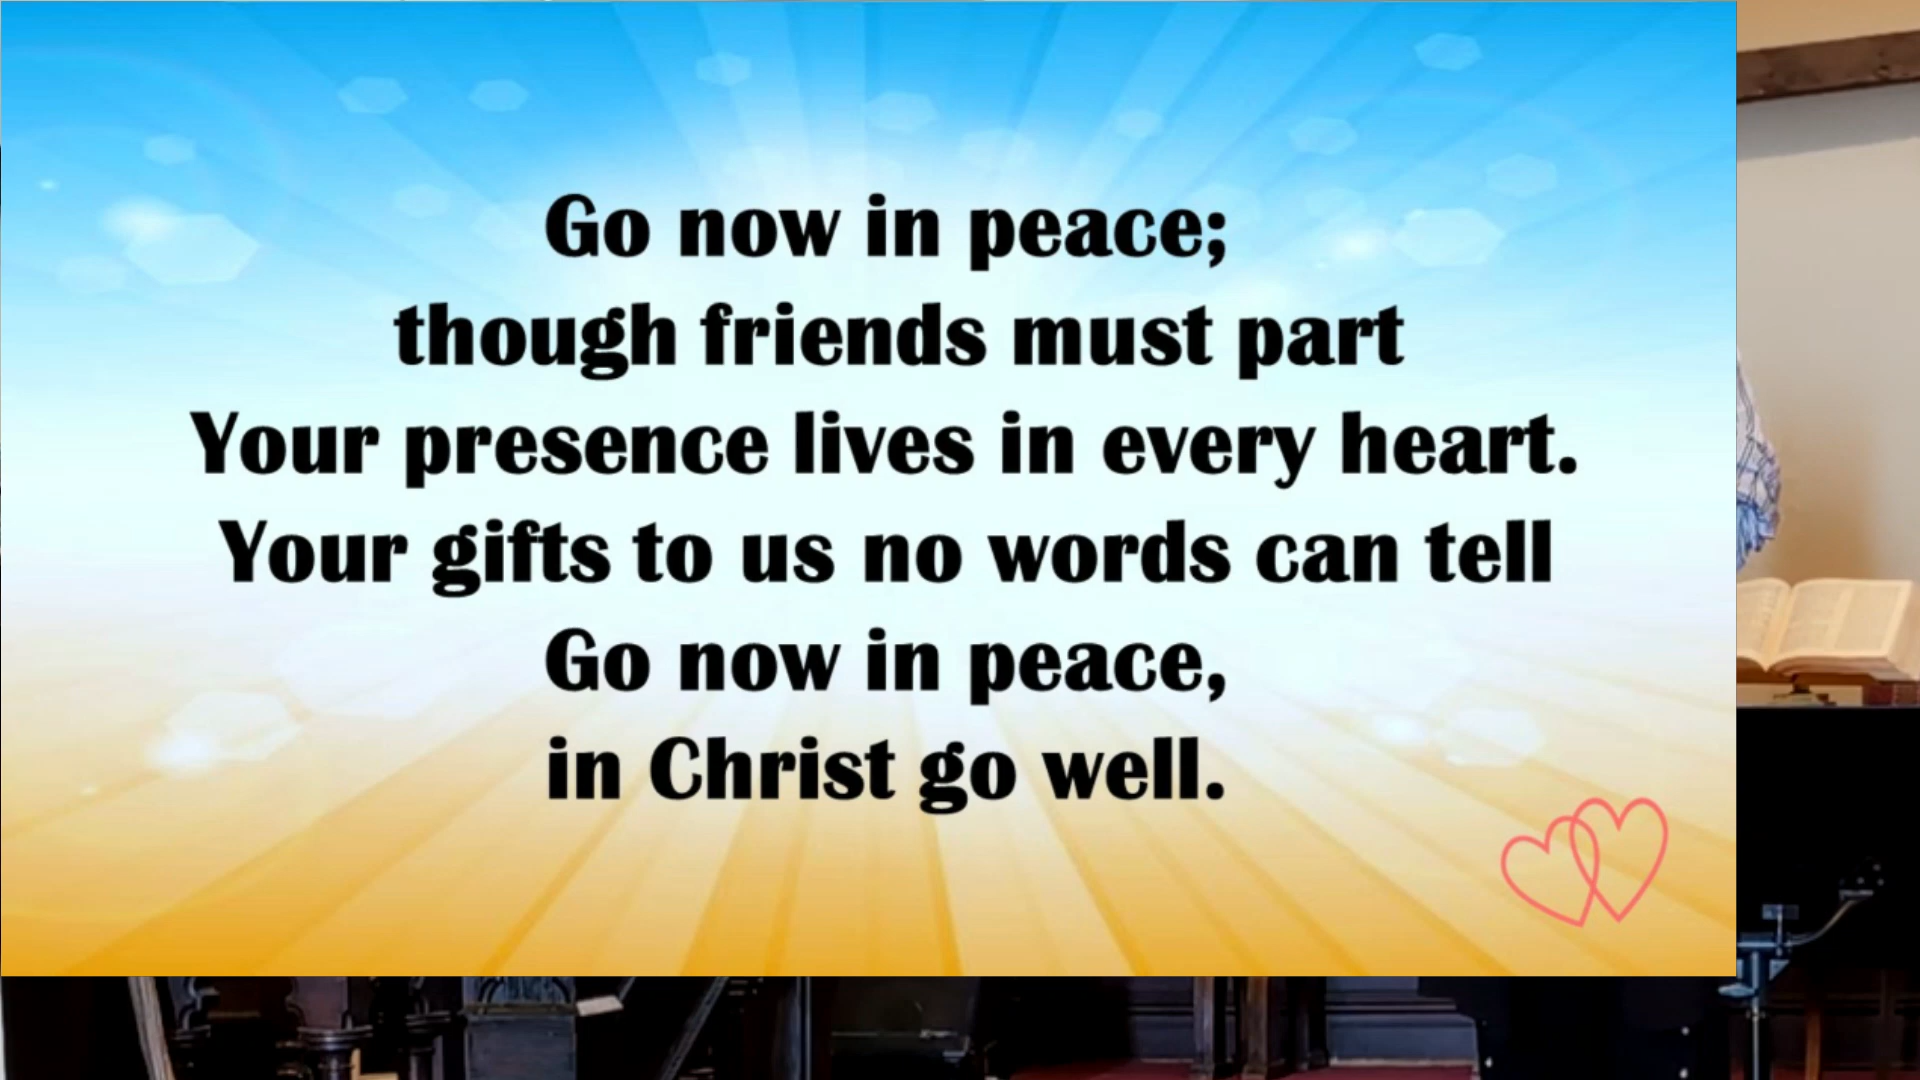 Go now in peace;
though friends must part
Your presence lives in every heart.
Your gifts to us no words can tell
Go now in peace,
in Christ go well.